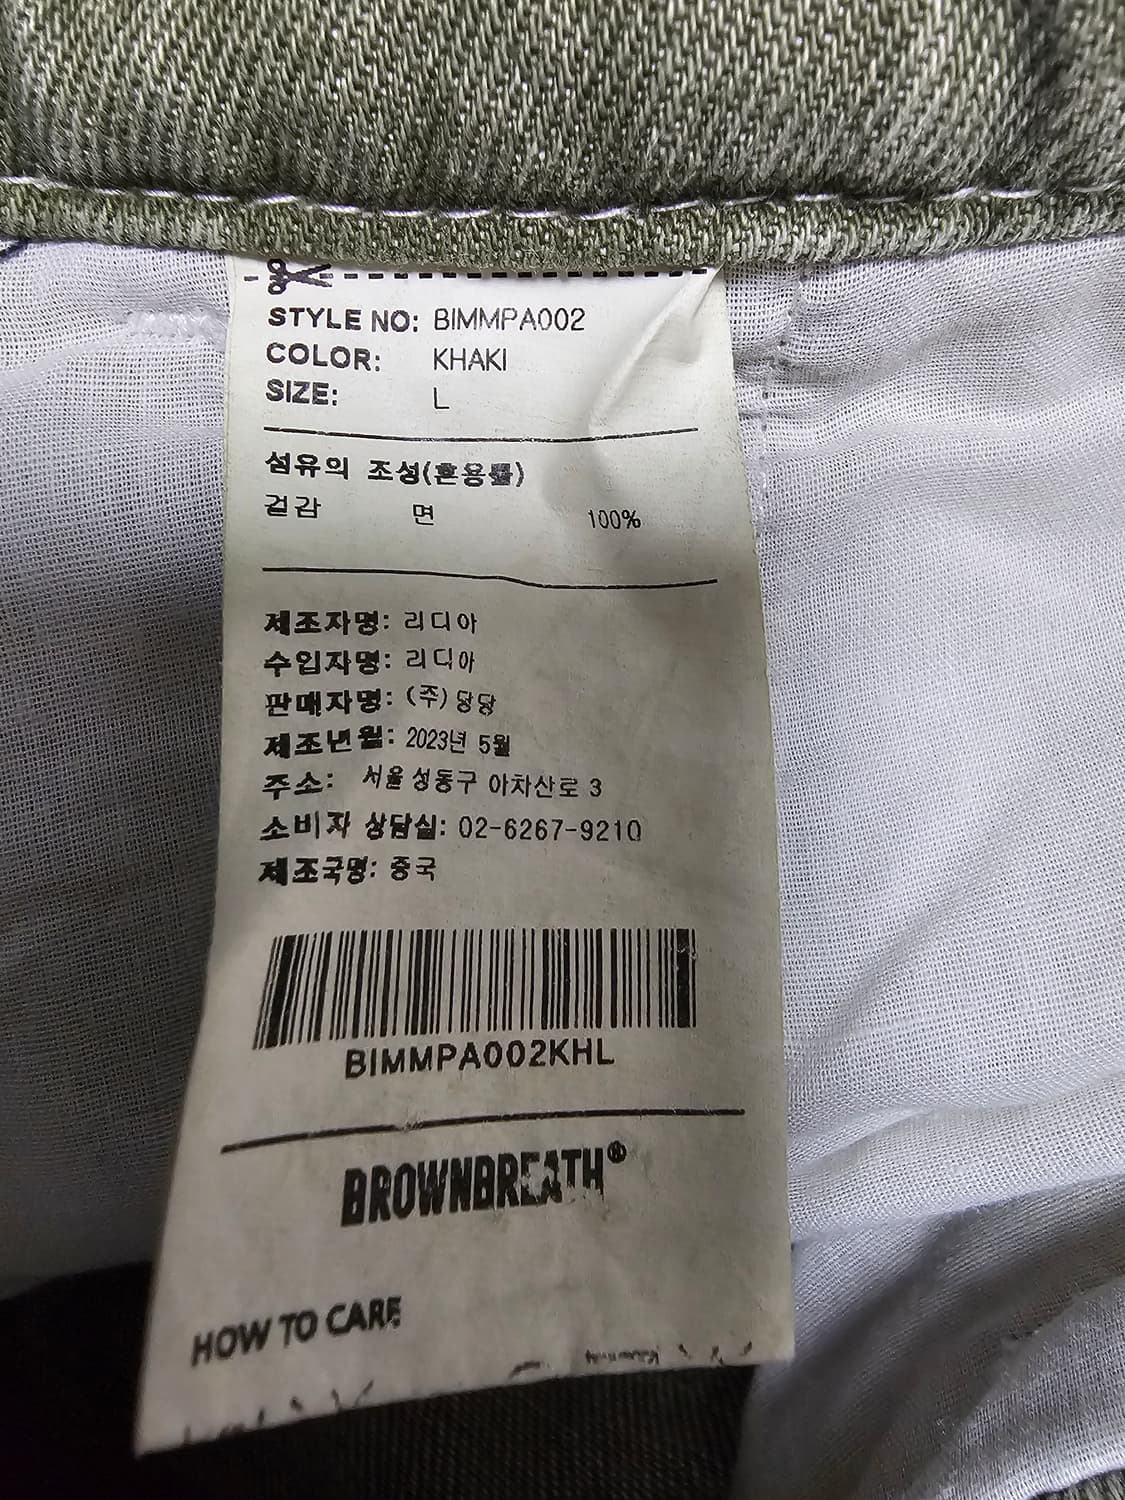 STYLE NO: BIMMPA002
COLOR: KHAKI
SIZE: L
섬유의 조성(혼용률)
겉감 면 100%
제조자명: 리디아
수입자명: 리디아
판매자명: (주)당당
제조년월: 2023년 5월
주소: 서울 성동구 아차산로 3
소비자 상담실: 02-6267-9210
제조국명: 중국
BIMMPA002KHL
BROWNBREATH®
HOW TO CARE